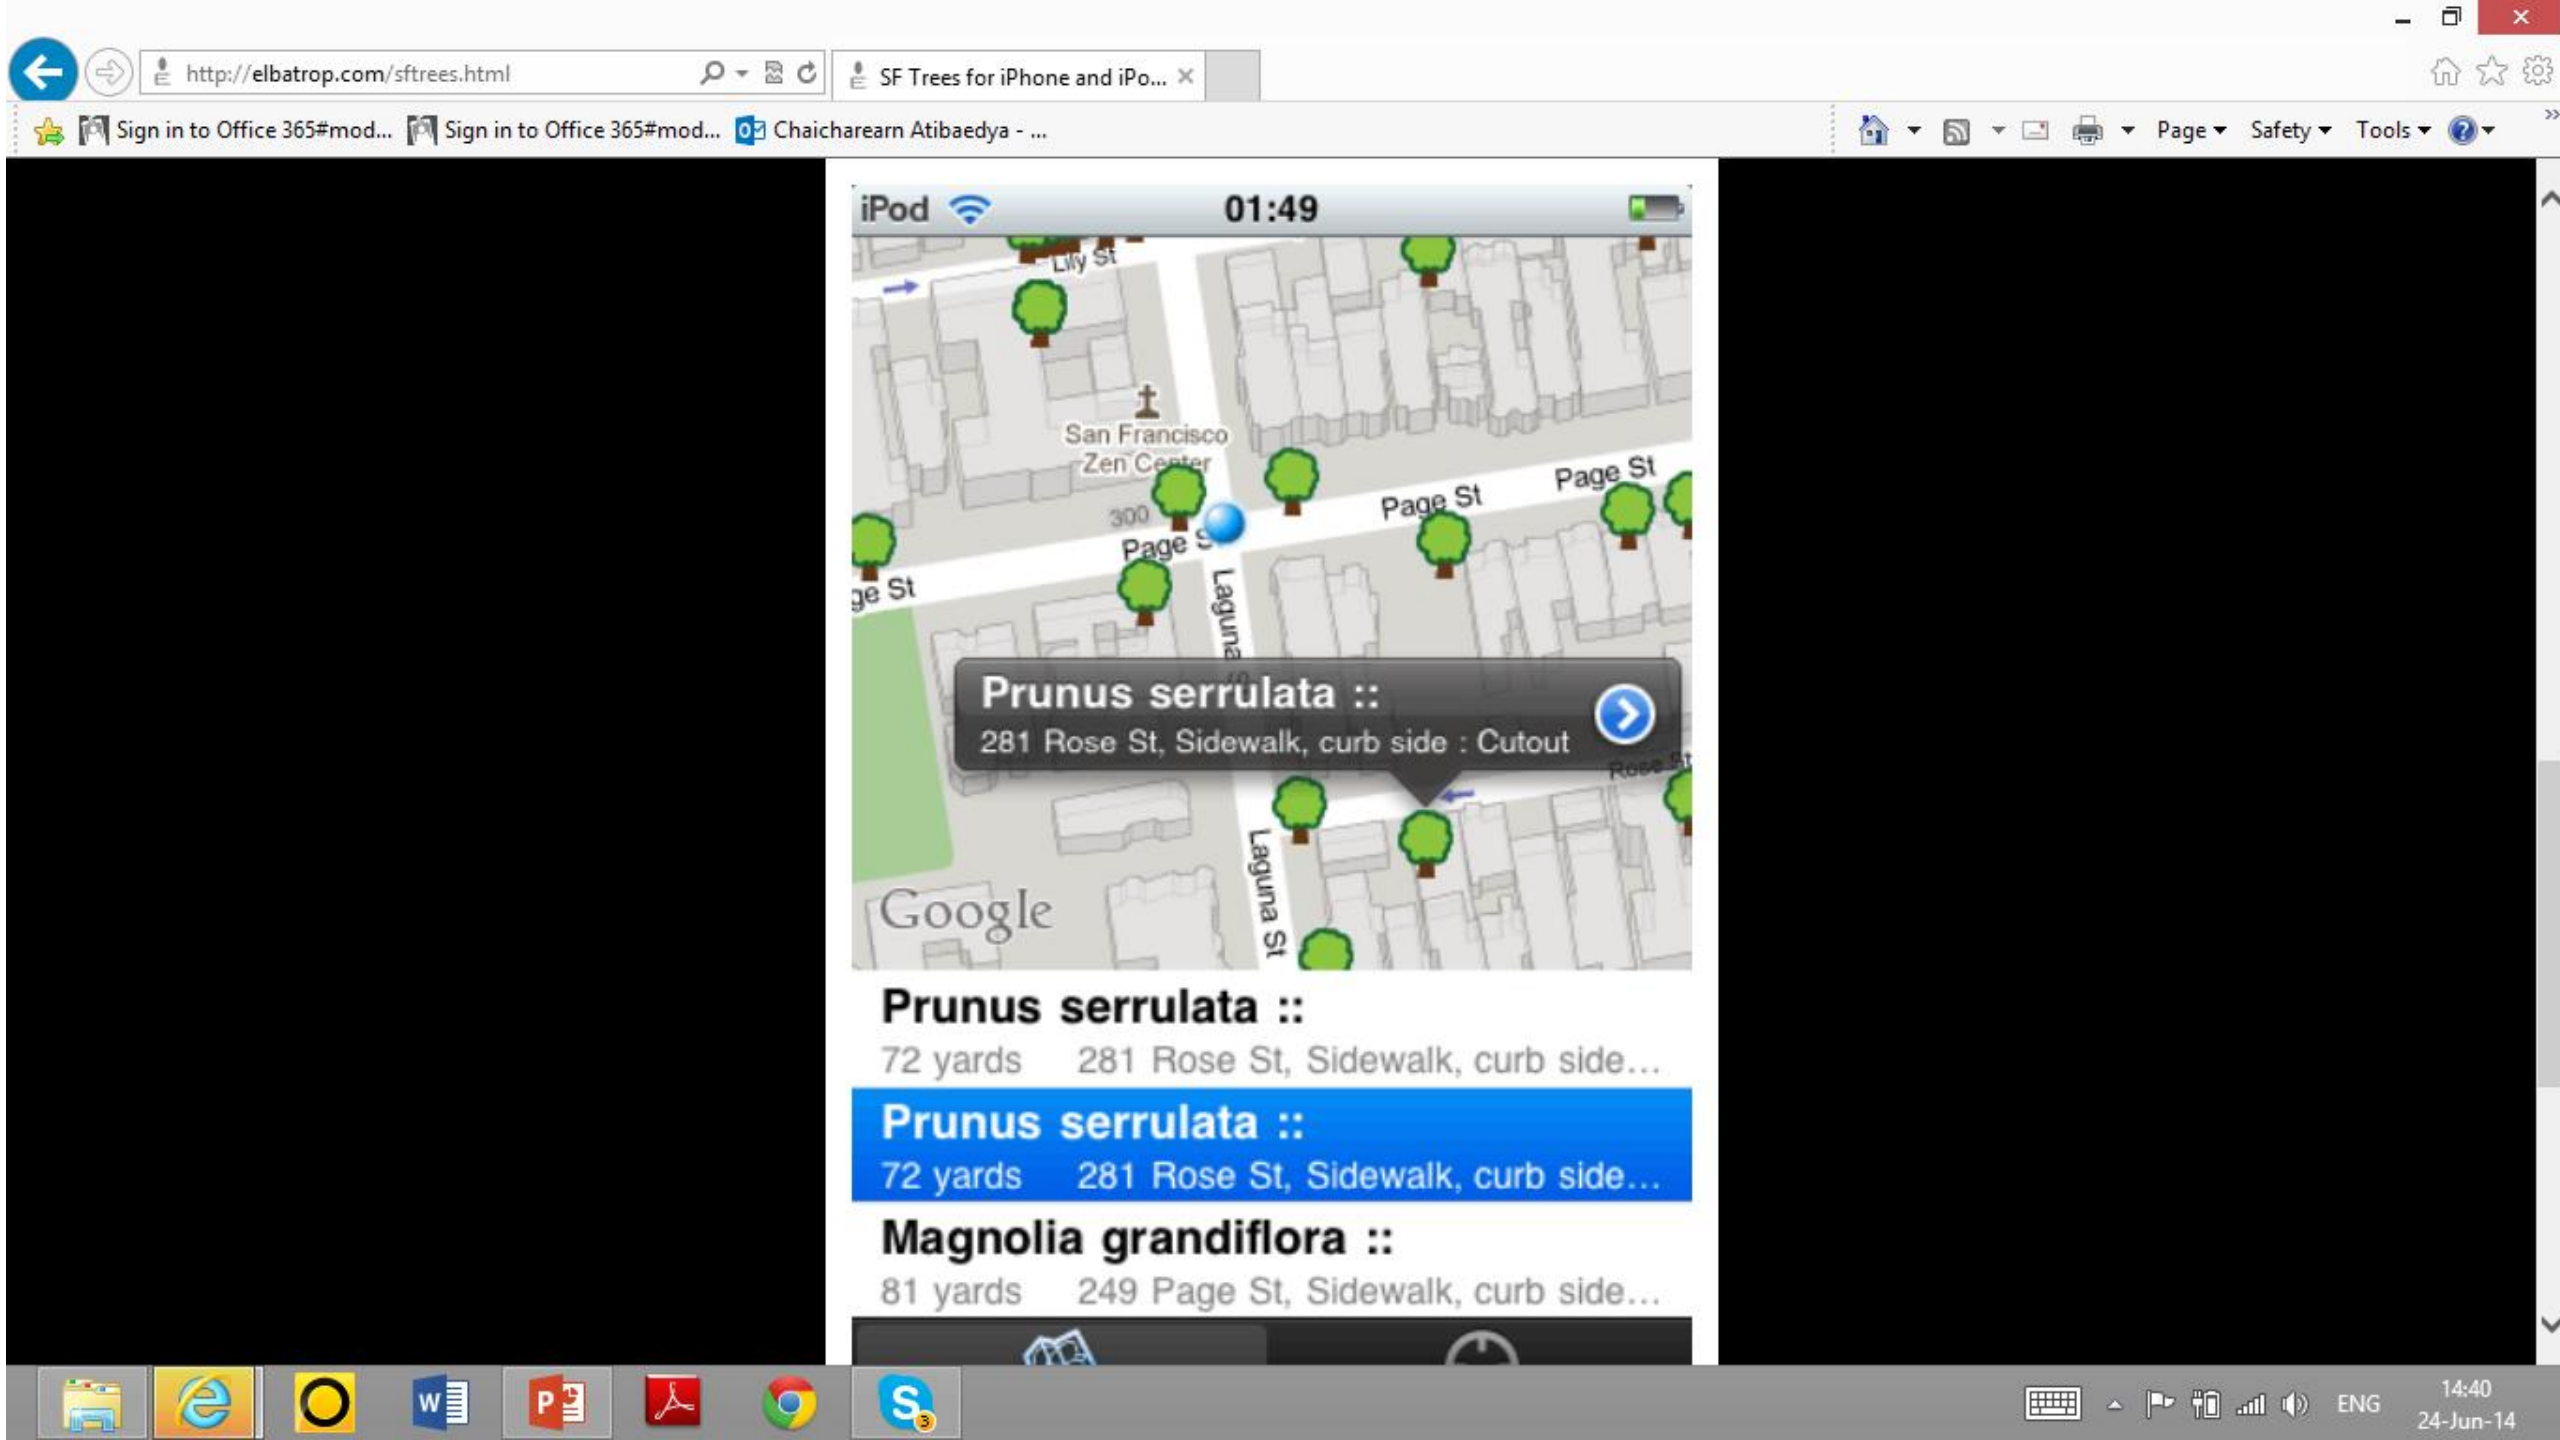 http://elbatrop.com/sftrees.html
SF Trees for iPhone and iPo...
Sign in to Office 365#mod...
Sign in to Office 365#mod...
Chaicharearn Atibaedya - ...
Page
Safety
Tools
iPod
01:49
Lily St
San Francisco
Zen Center
Page St
Page St
300
Page S
ge St
Laguna S
Prunus serrulata ::
281 Rose St, Sidewalk, curb side : Cutout
Rose St
Laguna St
Google
Prunus serrulata ::
72 yards 281 Rose St, Sidewalk, curb side...
Prunus serrulata ::
72 yards 281 Rose St, Sidewalk, curb side...
Magnolia grandiflora ::
81 yards 249 Page St, Sidewalk, curb side...
3
ENG
14:40
24-Jun-14